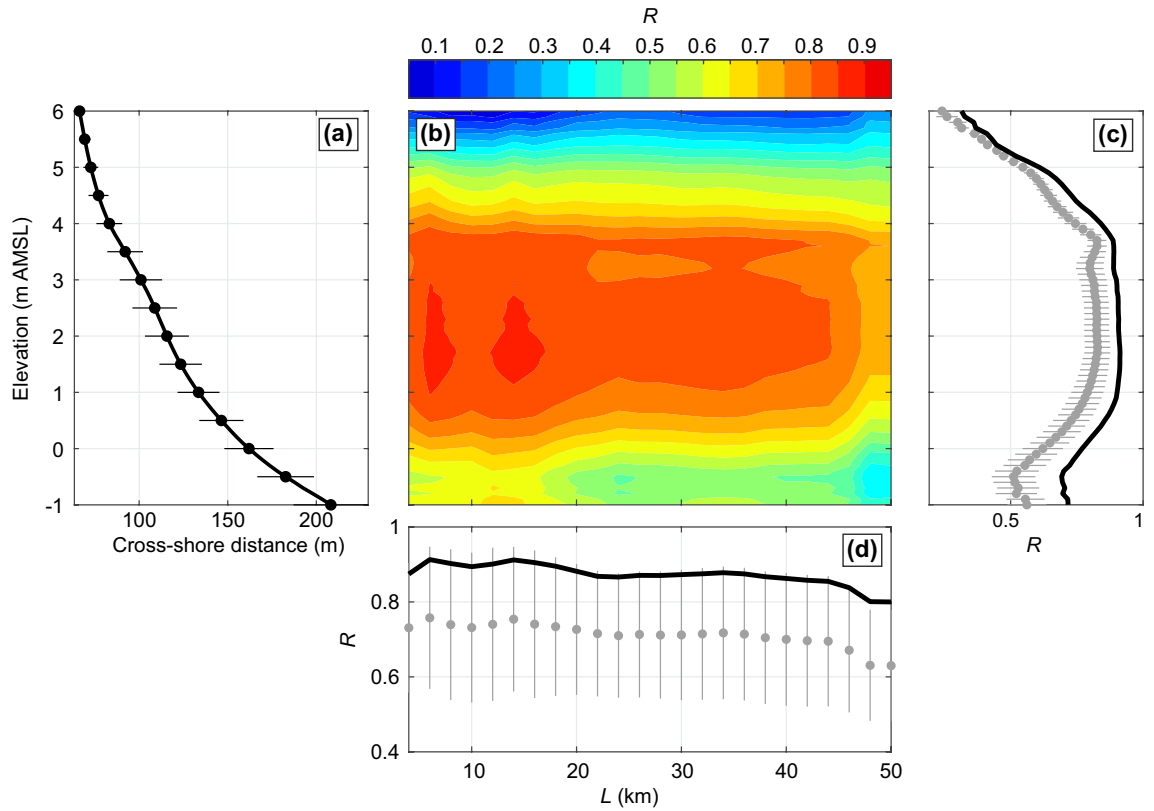 R
0.1 0.2 0.3 0.4 0.5 0.6 0.7 0.8 0.9
(a)
(b)
(c)
6
5
4
3
2
1
0
-1
Elevation (m AMSL)
100 150 200
Cross-shore distance (m)
0.5 1
R
(d)
1
0.8
0.6
0.4
R
10 20 30 40 50
L (km)